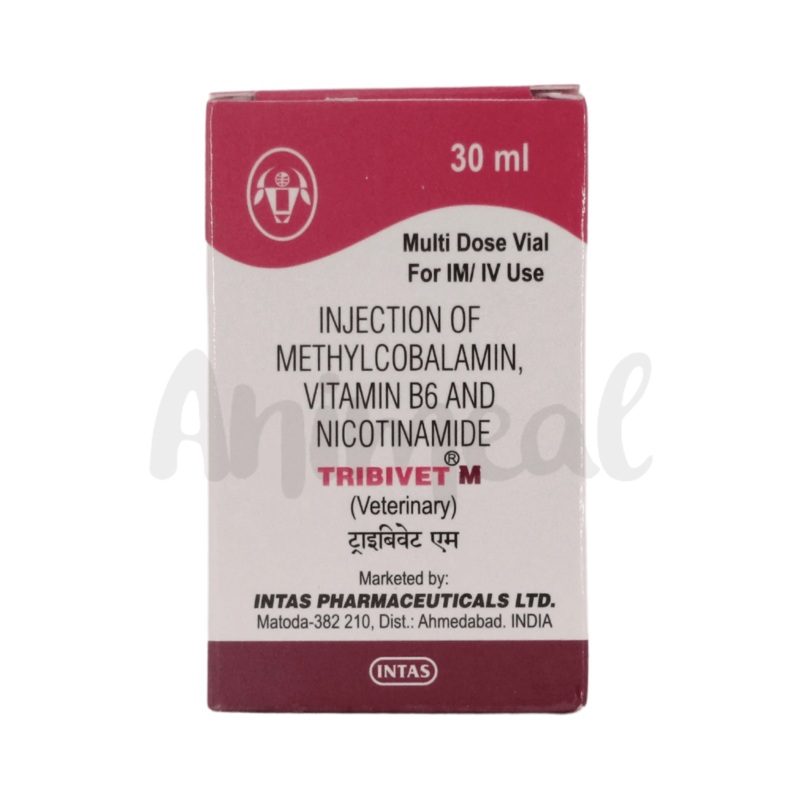 30 ml
Multi Dose Vial
For IM/ IV Use
INJECTION OF
METHYLCOBALAMIN,
VITAMIN B6 AND
NICOTINAMIDE
TRIBIVET® M
(Veterinary)
ट्राइबिवेट एम
Marketed by:
INTAS PHARMACEUTICALS LTD.
Matoda-382 210, Dist.: Ahmedabad. INDIA
INTAS
Animeal